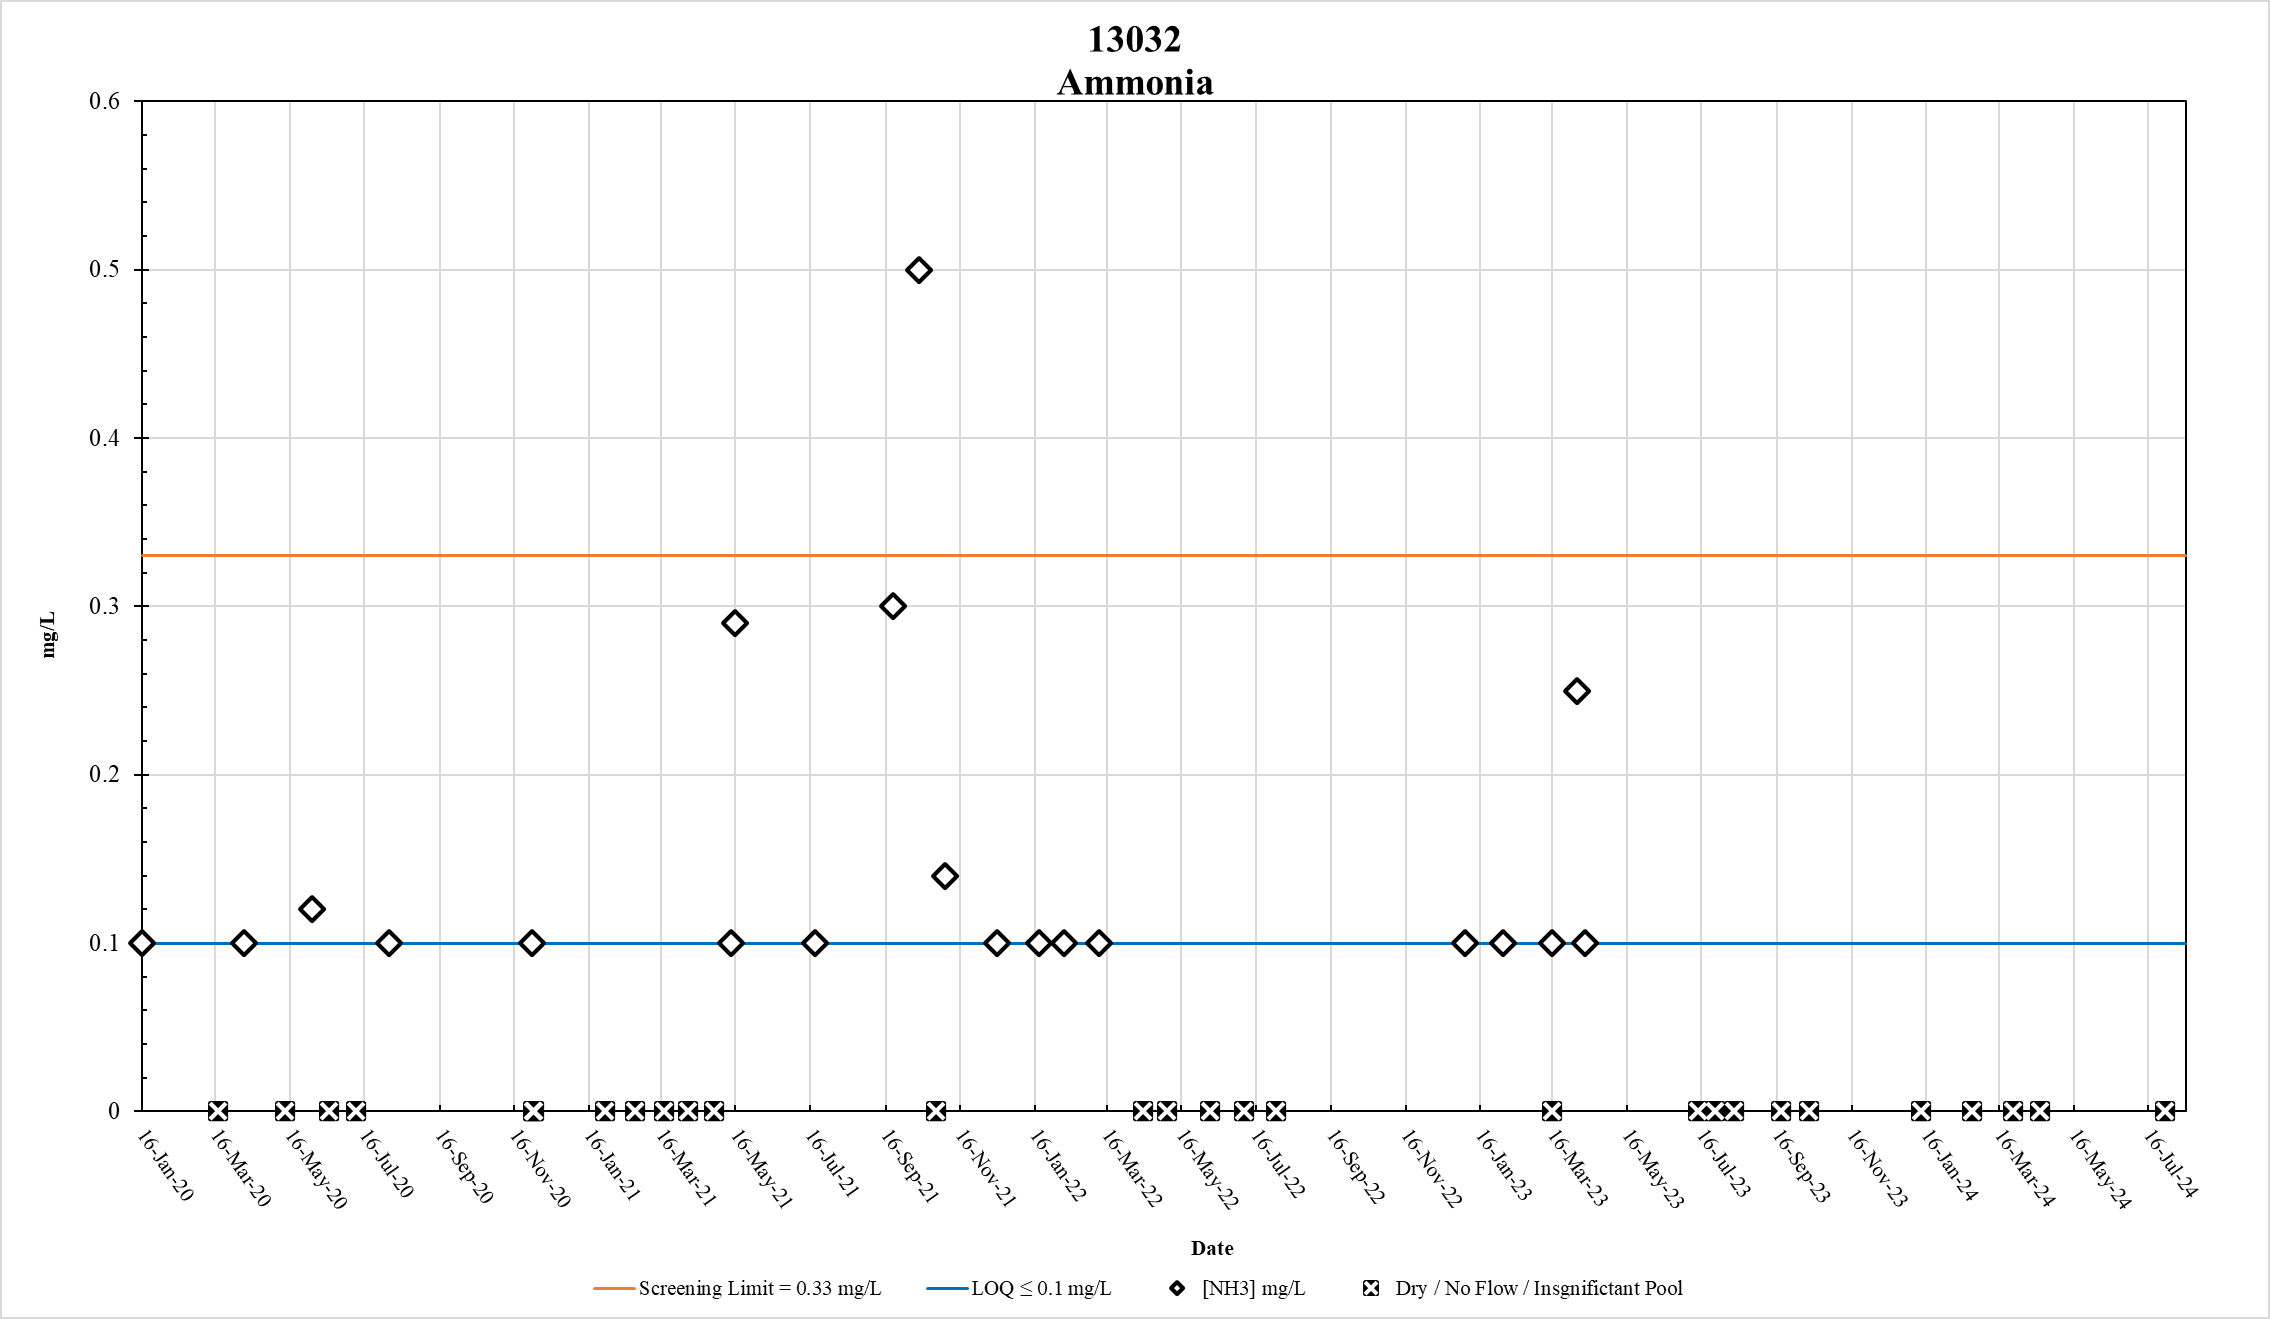 13032
Ammonia
0.6
0.5
0.4
0.3
0.2
0.1
0
mg/L
16-Jan-20
16-Mar-20
16-May-20
16-Jul-20
16-Sep-20
16-Nov-20
16-Jan-21
16-Mar-21
16-May-21
16-Jul-21
16-Sep-21
16-Nov-21
16-Jan-22
16-Mar-22
16-May-22
16-Jul-22
16-Sep-22
16-Nov-22
16-Jan-23
16-Mar-23
16-May-23
16-Jul-23
16-Sep-23
16-Nov-23
16-Jan-24
16-Mar-24
16-May-24
16-Jul-24
Date
Screening Limit = 0.33 mg/L
LOQ ≤ 0.1 mg/L
[NH3] mg/L
Dry / No Flow / Insgnifictant Pool